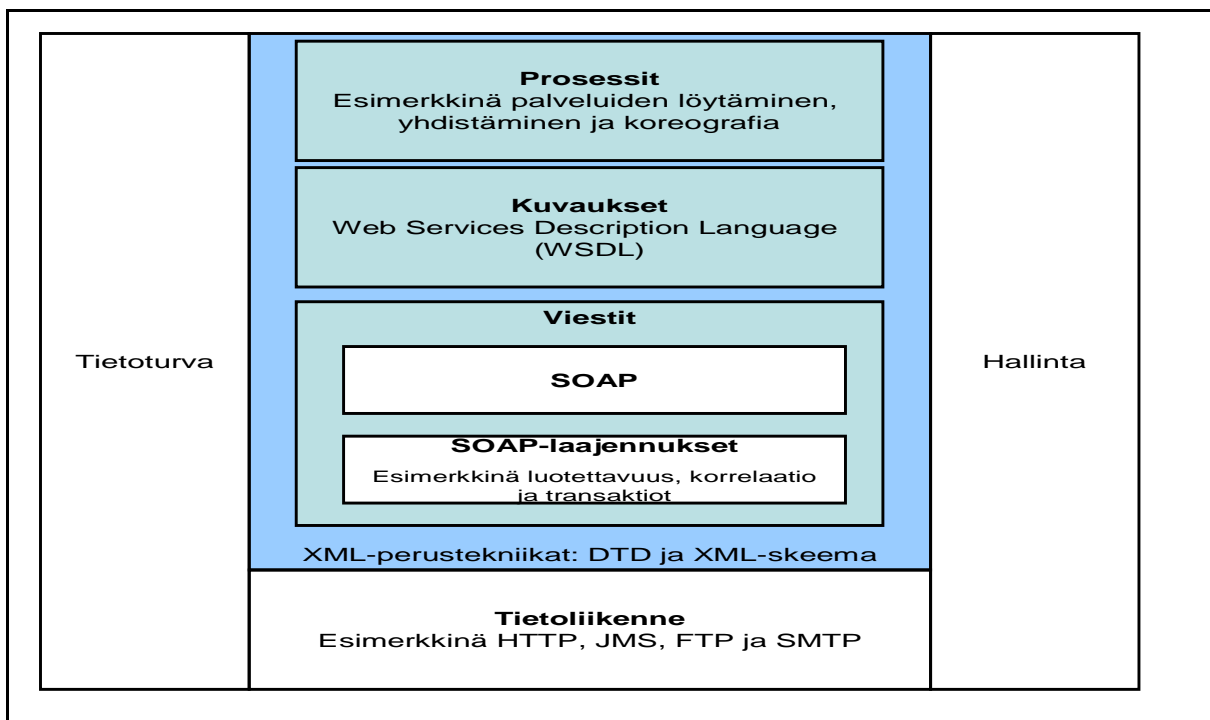 Prosessit
Esimerkkinä palveluiden löytäminen,
yhdistäminen ja koreografia
Kuvaukset
Web Services Description Language
(WSDL)
Viestit
Tietoturva
SOAP
Hallinta
SOAP-laajennukset
Esimerkkinä luotettavuus, korrelaatio
ja transaktiot
XML-perustekniikat: DTD ja XML-skeema
Tietoliikenne
Esimerkkinä HTTP, JMS, FTP ja SMTP